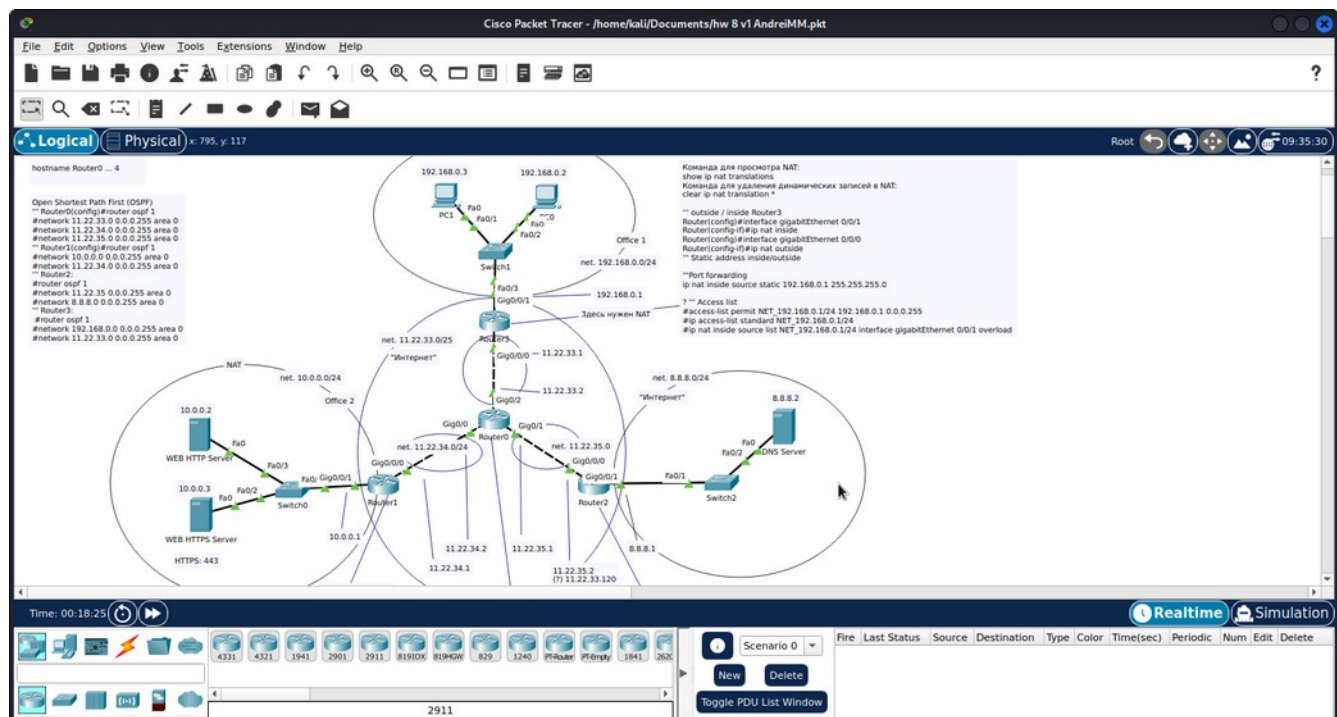 Cisco Packet Tracer - /home/kali/Documents/hw 8 v1 AndreiMM.pkt
File Edit Options View Tools Extensions Window Help
?
Logical Physical x: 795, y: 117
Root 09:35:30
hostname Router0 ... 4
Open Shortest Path First (OSPF)
"" Router0(config)#router ospf 1
#network 11.22.33.0 0.0.0.255 area 0
#network 11.22.34.0 0.0.0.255 area 0
#network 11.22.35.0 0.0.0.255 area 0
"" Router1(config)#router ospf 1
#network 10.0.0.0 0.0.0.255 area 0
#network 11.22.34.0 0.0.0.255 area 0
"" Router2:
#router ospf 1
#network 11.22.35 0 0.0.0.255 area 0
#network 8.8.8.0 0.0.0.255 area 0
"" Router3:
#router ospf 1
#network 192.168.0.0 0.0.0.255 area 0
#network 11.22.33.0 0.0.0.255 area 0
192.168.0.3
192.168.0.2
PC1
Fa0
Fa0/1
Fa0
Fa0/2
Office 1
Switch1
net. 192.168.0.0/24
Fa0/3
Gig0/0/1
192.168.0.1
Здесь нужен NAT
Router3
net. 11.22.33.0/25
"Интернет"
Gig0/0/0
11.22.33.1
11.22.33.2
Gig0/2
Команда для просмотра NAT:
show ip nat translations
Команда для удаления динамических записей в NAT:
clear ip nat translation *
"" outside / inside Router3
Router(config)#interface gigabitEthernet 0/0/1
Router(config-if)#ip nat inside
Router(config)#interface gigabitEthernet 0/0/0
Router(config-if)#ip nat outside
"" Static address inside/outside
""Port forwarding
ip nat inside source static 192.168.0.1 255.255.255.0
? "" Access list
#access-list permit NET_192.168.0.1/24 192.168.0.1 0.0.0.255
#ip access-list standard NET_192.168.0.1/24
#ip nat inside source list NET_192.168.0.1/24 interface gigabitEthernet 0/0/1 overload
NAT
net. 10.0.0.0/24
Office 2
10.0.0.2
Fa0
WEB HTTP Server
Fa0/3
10.0.0.3
Fa0
Fa0/2
Gig0/0/1
Switch0
WEB HTTPS Server
HTTPS: 443
10.0.0.1
Gig0/0
Router0
Gig0/1
net. 11.22.34.0/24
Gig0/0/0
Router1
net. 11.22.35.0
Gig0/0/0
Gig0/0/1
Router2
11.22.34.2
11.22.34.1
11.22.35.1
11.22.35.2
(?) 11.22.33.120
8.8.8.1
net. 8.8.8.0/24
"Интернет"
8.8.8.2
Fa0
DNS Server
Fa0/2
Fa0/1
Switch2
Time: 00:18:25
Realtime Simulation
4331 4321 1941 2901 2911 819IOX 819HGW 829 1240 PT-Router PT-Empty 1841
2911
Scenario 0
New Delete
Toggle PDU List Window
Fire Last Status Source Destination Type Color Time(sec) Periodic Num Edit Delete